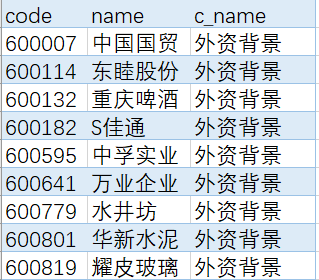 code name c_name
600007 中国国贸 外资背景
600114 东睦股份 外资背景
600132 重庆啤酒 外资背景
600182 S佳通 外资背景
600595 中孚实业 外资背景
600641 万业企业 外资背景
600779 水井坊 外资背景
600801 华新水泥 外资背景
600819 耀皮玻璃 外资背景